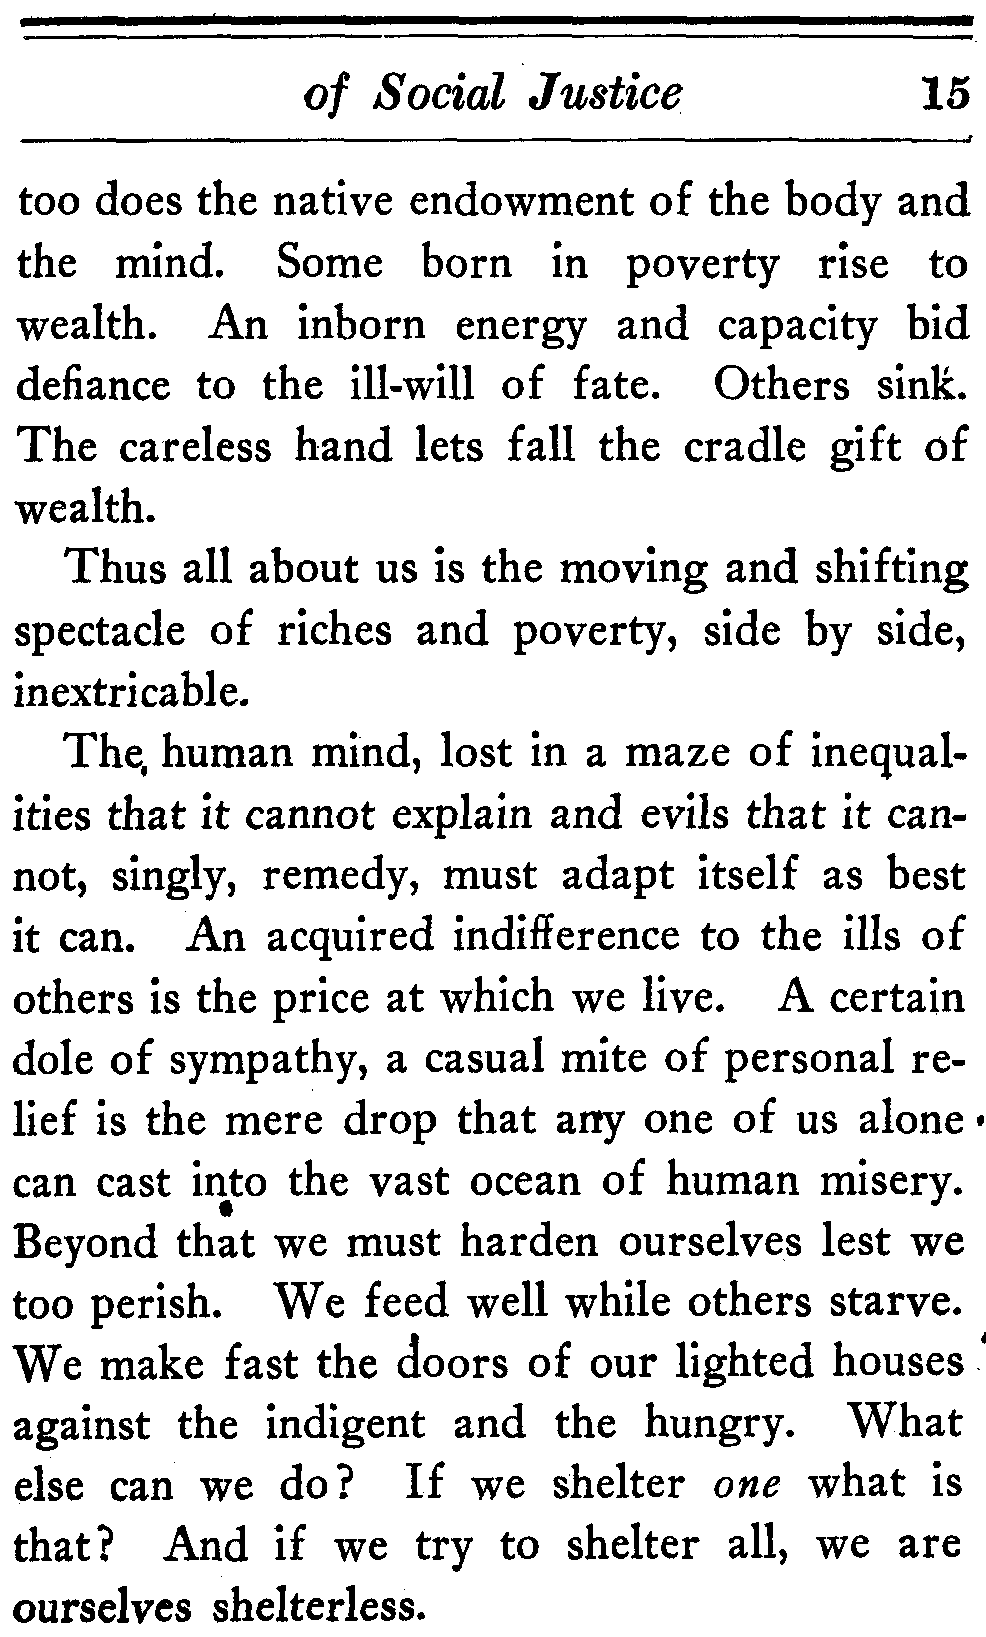 of Social Justice 15
too does the native endowment of the body and
the mind. Some born in poverty rise to
wealth. An inborn energy and capacity bid
defiance to the ill-will of fate. Others sink.
The careless hand lets fall the cradle gift of
wealth.
Thus all about us is the moving and shifting
spectacle of riches and poverty, side by side,
inextricable.
The human mind, lost in a maze of inequal-
ities that it cannot explain and evils that it can-
not, singly, remedy, must adapt itself as best
it can. An acquired indifference to the ills of
others is the price at which we live. A certain
dole of sympathy, a casual mite of personal re-
lief is the mere drop that any one of us alone
can cast into the vast ocean of human misery.
Beyond that we must harden ourselves lest we
too perish. We feed well while others starve.
We make fast the doors of our lighted houses
against the indigent and the hungry. What
else can we do? If we shelter one what is
that? And if we try to shelter all, we are
ourselves shelterless.